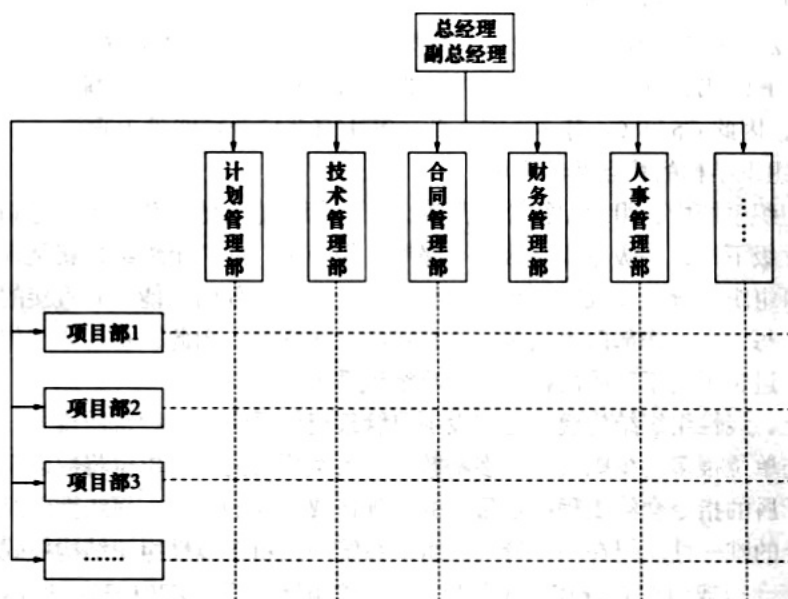 总经理
副总经理
计划管理部
技术管理部
合同管理部
财务管理部
人事管理部
……
项目部1
项目部2
项目部3
……